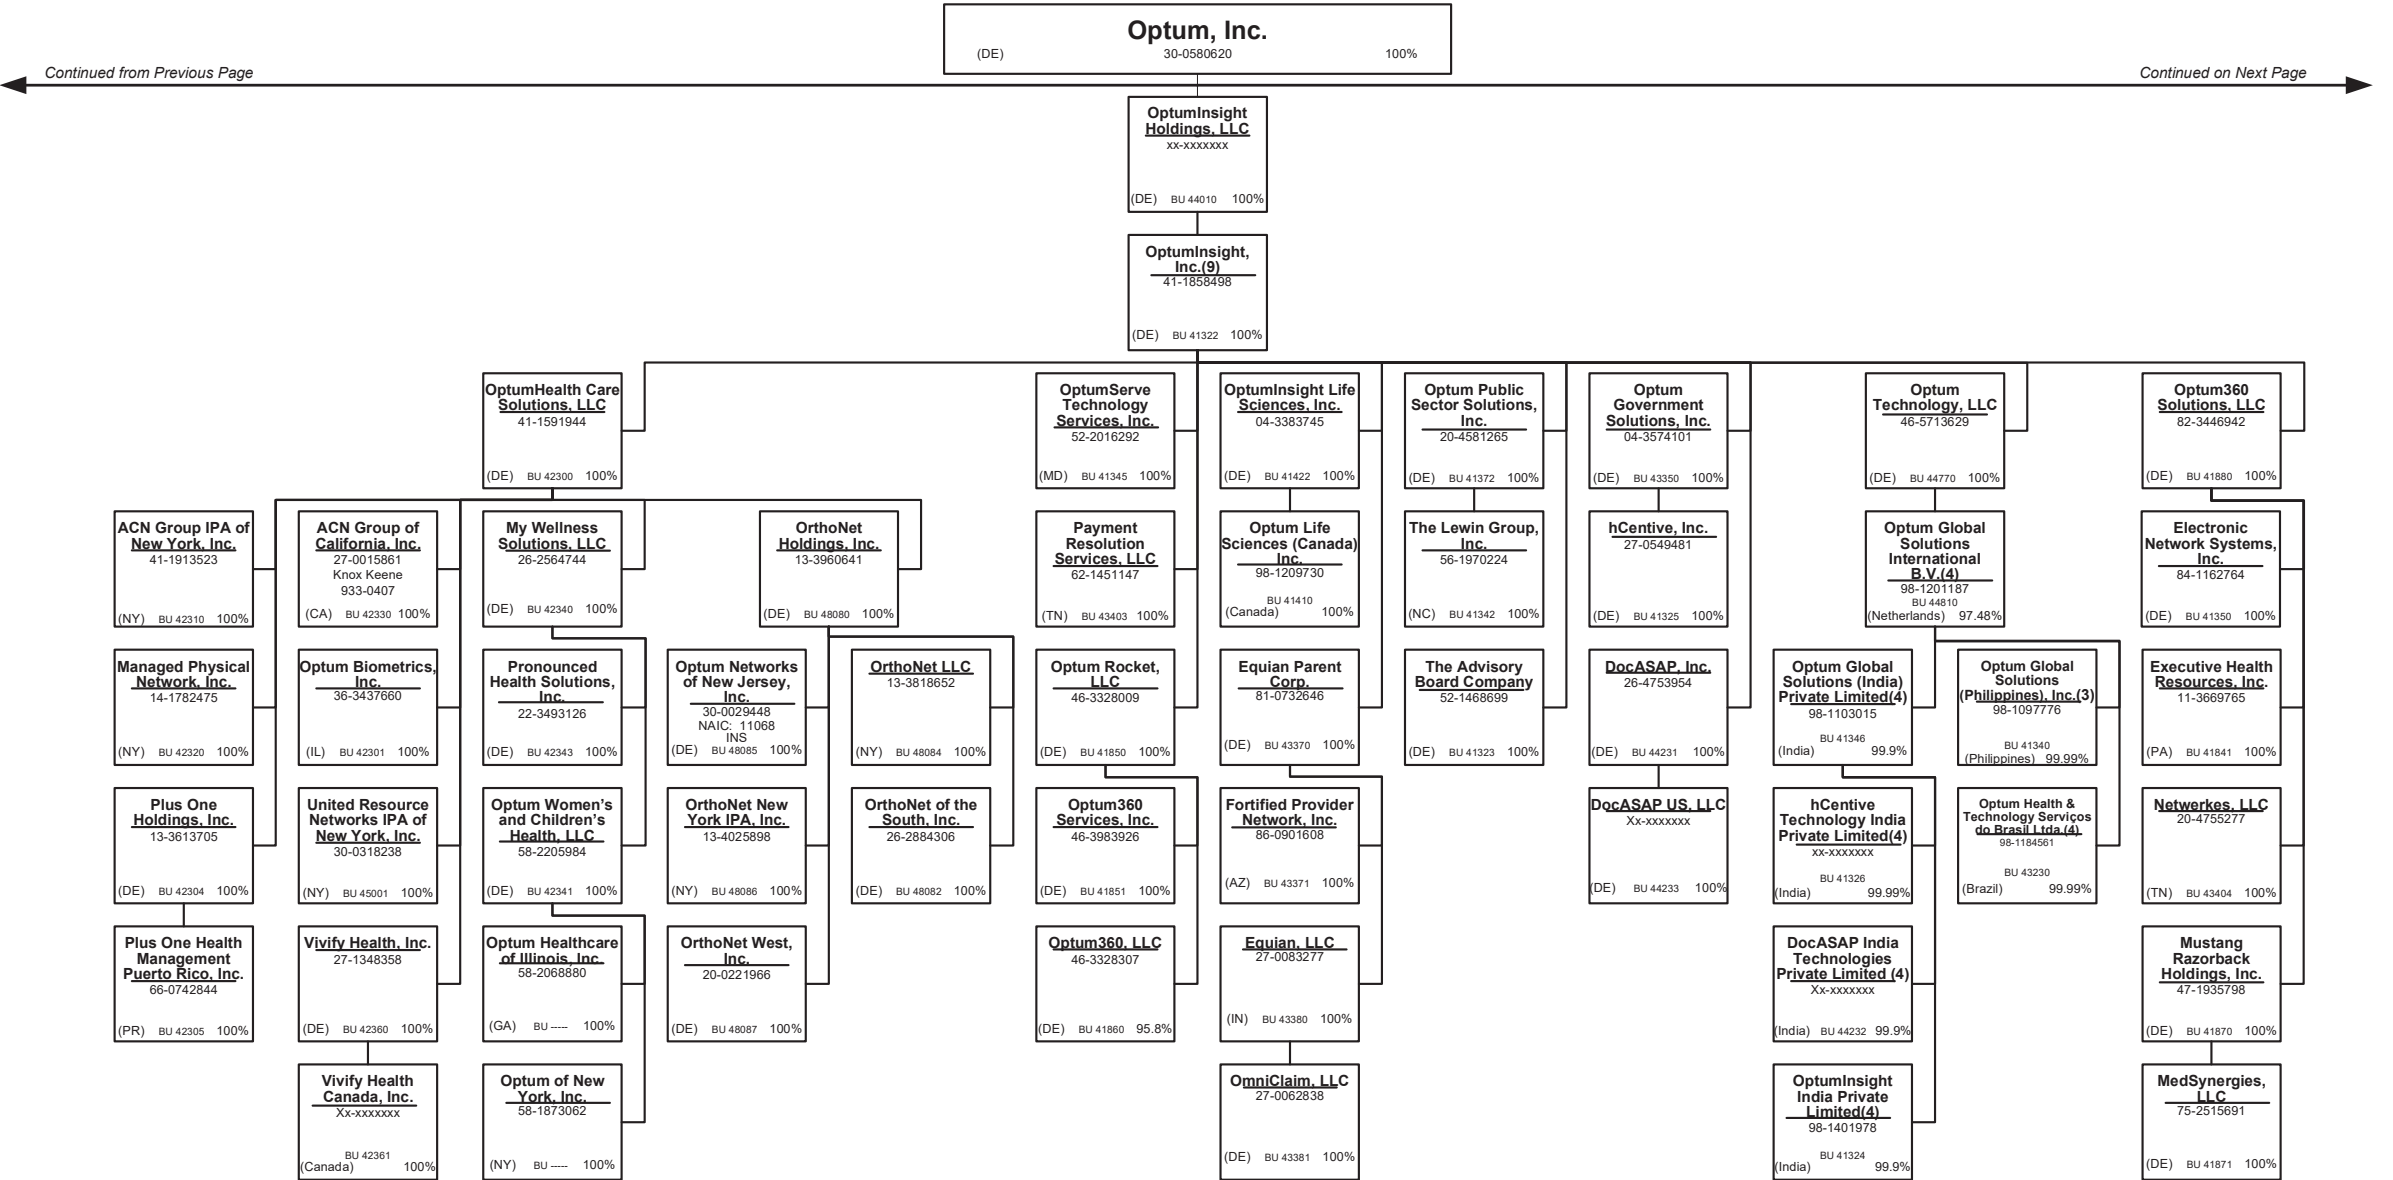 Optum, Inc.
(DE) 30-0580620 100%
Continued from Previous Page
Continued on Next Page
OptumInsight
Holdings, LLC
xx-xxxxxxx
(DE) BU 44010 100%
OptumInsight,
Inc.(9)
41-1858498
(DE) BU 41322 100%
OptumHealth Care
Solutions, LLC
41-1591944
(DE) BU 42300 100%
OptumServe
Technology
Services, Inc.
52-2016292
(MD) BU 41345 100%
OptumInsight Life
Sciences, Inc.
04-3383745
(DE) BU 41422 100%
Optum Public
Sector Solutions,
Inc.
20-4581265
(DE) BU 41372 100%
Optum
Government
Solutions, Inc.
04-3574101
(DE) BU 43350 100%
Optum
Technology, LLC
46-5713629
(DE) BU 44770 100%
Optum360
Solutions, LLC
82-3446942
(DE) BU 41880 100%
ACN Group IPA of
New York, Inc.
41-1913523
(NY) BU 42310 100%
ACN Group of
California, Inc.
27-0015861
Knox Keene
933-0407
(CA) BU 42330 100%
My Wellness
Solutions, LLC
26-2564744
(DE) BU 42340 100%
OrthoNet
Holdings, Inc.
13-3960641
(DE) BU 48080 100%
Payment
Resolution
Services, LLC
62-1451147
(TN) BU 43403 100%
Optum Life
Sciences (Canada)
Inc.
98-1209730
BU 41410
(Canada) 100%
The Lewin Group,
Inc.
56-1970224
(NC) BU 41342 100%
hCentive, Inc.
27-0549481
(DE) BU 41325 100%
Optum Global
Solutions
International
B.V.(4)
98-1201187
BU 44810
(Netherlands) 97.48%
Electronic
Network Systems,
Inc.
84-1162764
(DE) BU 41350 100%
Managed Physical
Network, Inc.
14-1782475
(NY) BU 42320 100%
Optum Biometrics,
Inc.
36-3437660
(IL) BU 42301 100%
Pronounced
Health Solutions,
Inc.
22-3493126
(DE) BU 42343 100%
Optum Networks
of New Jersey,
Inc.
30-0029448
NAIC: 11068
INS
(DE) BU 48085 100%
OrthoNet LLC
13-3818652
(NY) BU 48084 100%
Optum Rocket,
LLC
46-3328009
(DE) BU 41850 100%
Equian Parent
Corp.
81-0732646
(DE) BU 43370 100%
The Advisory
Board Company
52-1468699
(DE) BU 41323 100%
DocASAP, Inc.
26-4753954
(DE) BU 44231 100%
Optum Global
Solutions (India)
Private Limited(4)
98-1103015
BU 41346
(India) 99.9%
Optum Global
Solutions
(Philippines), Inc.(3)
98-1097776
BU 41340
(Philippines) 99.99%
Executive Health
Resources, Inc.
11-3669765
(PA) BU 41841 100%
Plus One
Holdings, Inc.
13-3613705
(DE) BU 42304 100%
United Resource
Networks IPA of
New York, Inc.
30-0318238
(NY) BU 45001 100%
Optum Women’s
and Children’s
Health, LLC
58-2205984
(DE) BU 42341 100%
OrthoNet New
York IPA, Inc.
13-4025898
(NY) BU 48086 100%
OrthoNet of the
South, Inc.
26-2884306
(DE) BU 48082 100%
Optum360
Services, Inc.
46-3983926
(DE) BU 41851 100%
Fortified Provider
Network, Inc.
86-0901608
(AZ) BU 43371 100%
DocASAP US, LLC
Xx-xxxxxxx
(DE) BU 44233 100%
hCentive
Technology India
Private Limited(4)
xx-xxxxxxx
BU 41326
(India) 99.99%
Optum Health &
Technology Serviços
do Brasil Ltda.(4)
98-1184561
BU 43230
(Brazil) 99.99%
Netwerkes, LLC
20-4755277
(TN) BU 43404 100%
Plus One Health
Management
Puerto Rico, Inc.
66-0742844
(PR) BU 42305 100%
Vivify Health, Inc.
27-1348358
(DE) BU 42360 100%
Optum Healthcare
of Illinois, Inc.
58-2068880
(GA) BU ----- 100%
OrthoNet West,
Inc.
20-0221966
(DE) BU 48087 100%
Optum360, LLC
46-3328307
(DE) BU 41860 95.8%
Equian, LLC
27-0083277
(IN) BU 43380 100%
DocASAP India
Technologies
Private Limited (4)
Xx-xxxxxxx
(India) BU 44232 99.9%
Mustang
Razorback
Holdings, Inc.
47-1935798
(DE) BU 41870 100%
Vivify Health
Canada, Inc.
Xx-xxxxxxx
BU 42361
(Canada) 100%
Optum of New
York, Inc.
58-1873062
(NY) BU ----- 100%
OmniClaim, LLC
27-0062838
(DE) BU 43381 100%
OptumInsight
India Private
Limited(4)
98-1401978
BU 41324
(India) 99.9%
MedSynergies,
LLC
75-2515691
(DE) BU 41871 100%